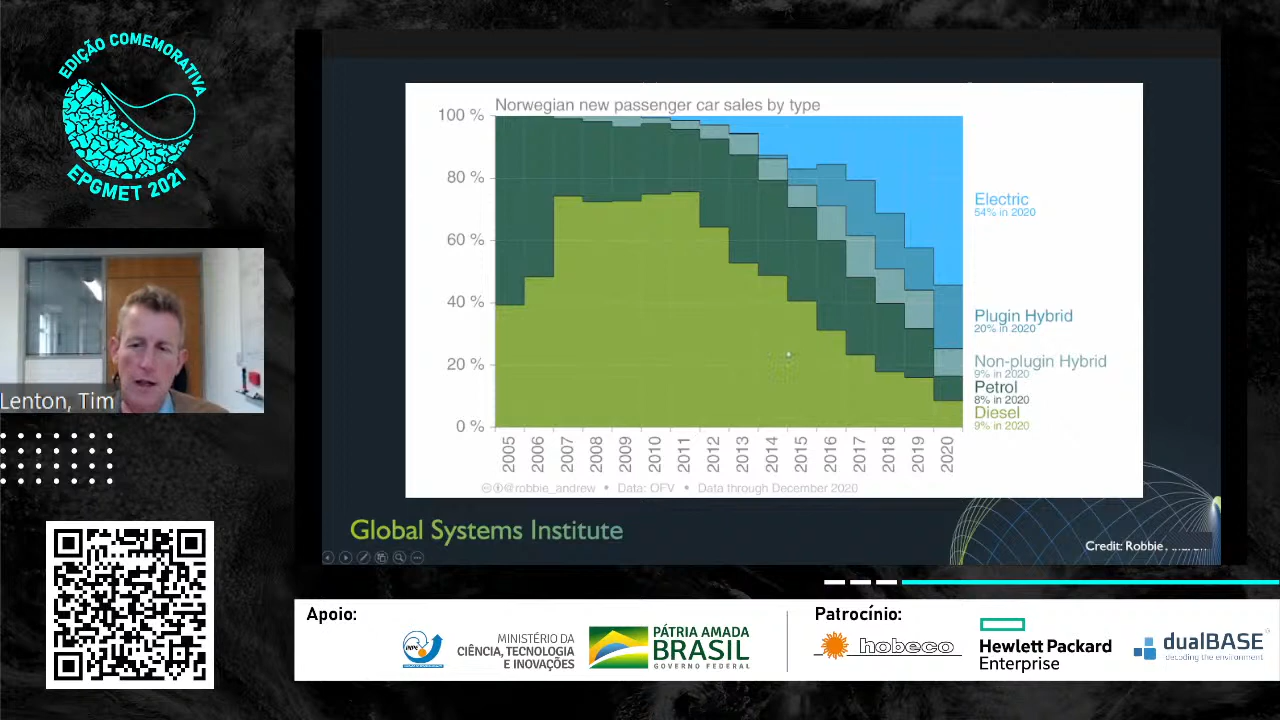 EDIÇÃO COMEMORATIVA
EPGMET 2021
Lenton, Tim
Norwegian new passenger car sales by type
100 %
80 %
60 %
40 %
20 %
0 %
2005 2006 2007 2008 2009 2010 2011 2012 2013 2014 2015 2016 2017 2018 2019 2020
Electric
54% in 2020
Plugin Hybrid
20% in 2020
Non-plugin Hybrid
9% in 2020
Petrol
8% in 2020
Diesel
9% in 2020
@robbie_andrew • Data: OFV • Data through December 2020
Global Systems Institute
Credit: Robbie
Apoio:
INPE
MINISTÉRIO DA
CIÊNCIA, TECNOLOGIA
E INOVAÇÕES
PÁTRIA AMADA
BRASIL
GOVERNO FEDERAL
Patrocínio:
hobeco
Hewlett Packard
Enterprise
dualBASE
decoding the environment